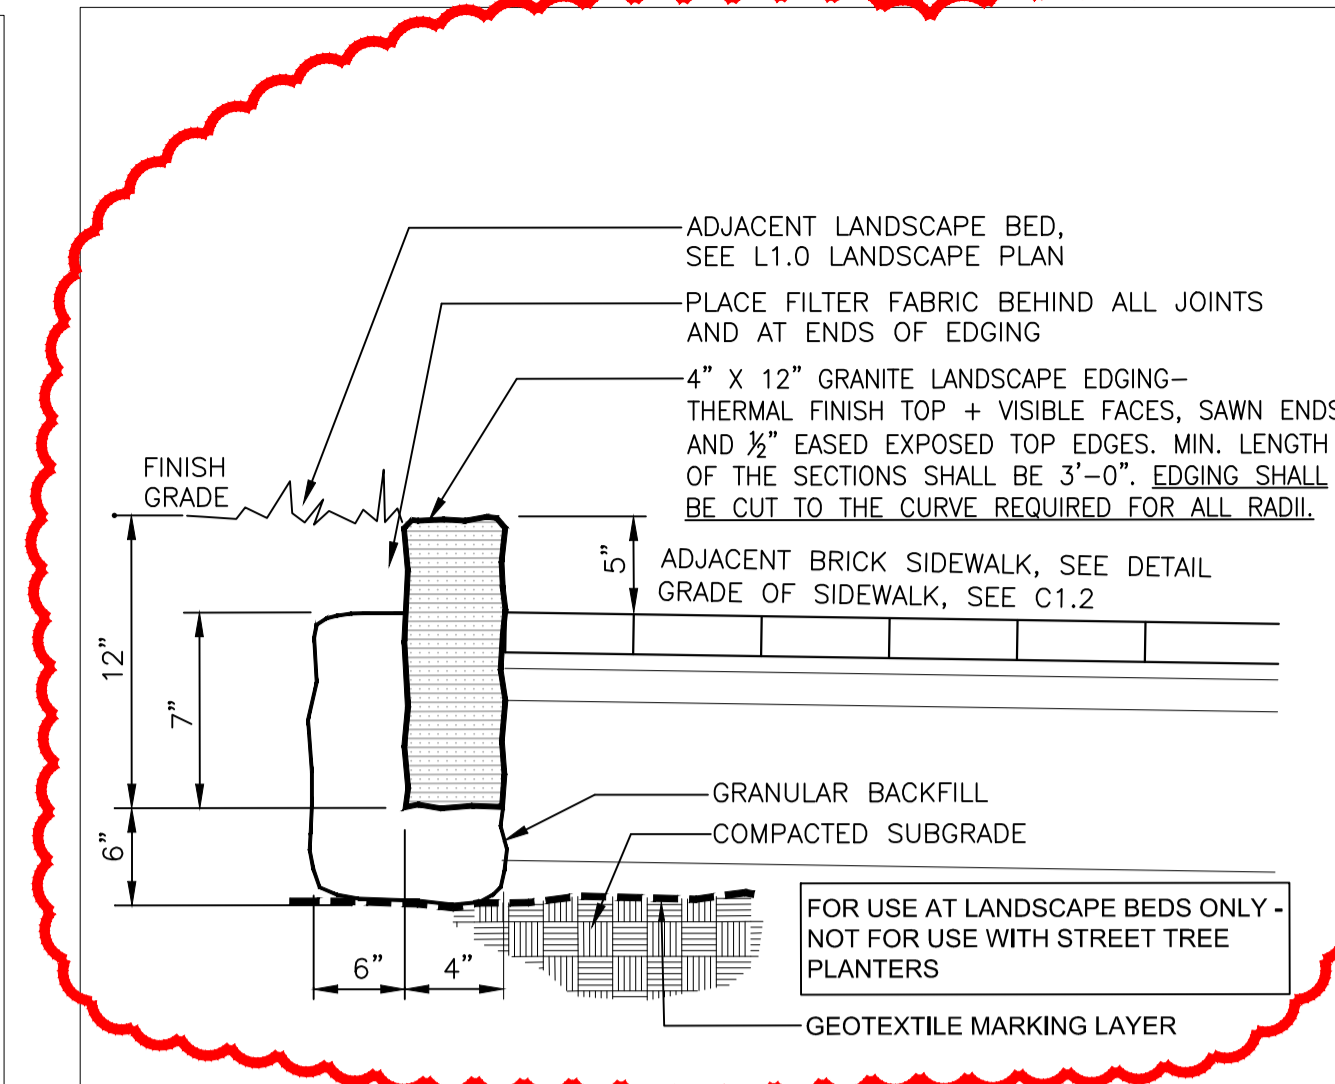 ADJACENT LANDSCAPE BED,
SEE L1.0 LANDSCAPE PLAN
PLACE FILTER FABRIC BEHIND ALL JOINTS
AND AT ENDS OF EDGING
4" X 12" GRANITE LANDSCAPE EDGING–
THERMAL FINISH TOP + VISIBLE FACES, SAWN ENDS
AND ½" EASED EXPOSED TOP EDGES. MIN. LENGTH
OF THE SECTIONS SHALL BE 3'–0". EDGING SHALL
BE CUT TO THE CURVE REQUIRED FOR ALL RADII.
FINISH
GRADE
5"
ADJACENT BRICK SIDEWALK, SEE DETAIL
GRADE OF SIDEWALK, SEE C1.2
12"
7"
6"
GRANULAR BACKFILL
COMPACTED SUBGRADE
6"
4"
FOR USE AT LANDSCAPE BEDS ONLY -
NOT FOR USE WITH STREET TREE
PLANTERS
GEOTEXTILE MARKING LAYER